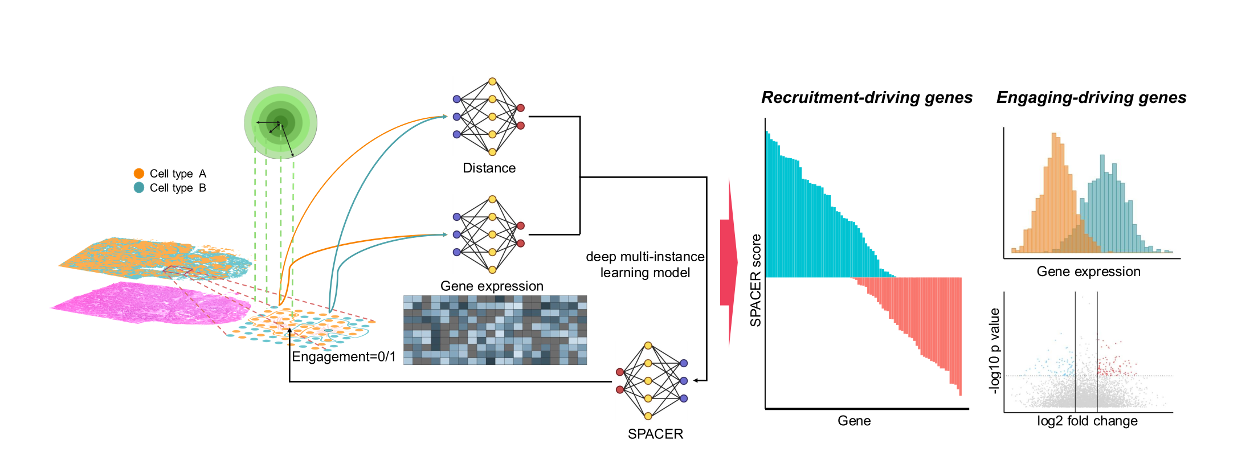 Cell type A
Cell type B
Distance
Gene expression
Engagement=0/1
deep multi-instance
learning model
SPACER
Recruitment-driving genes
SPACER score
Gene
Engaging-driving genes
Gene expression
-log10 p value
log2 fold change